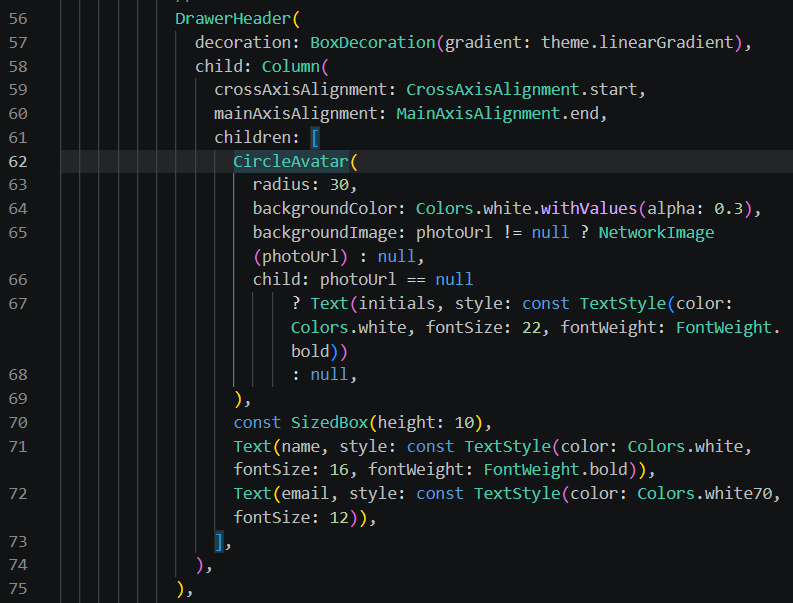 56 DrawerHeader(
57 decoration: BoxDecoration(gradient: theme.linearGradient),
58 child: Column(
59 crossAxisAlignment: CrossAxisAlignment.start,
60 mainAxisAlignment: MainAxisAlignment.end,
61 children: [
62 CircleAvatar(
63 radius: 30,
64 backgroundColor: Colors.white.withValues(alpha: 0.3),
65 backgroundImage: photoUrl != null ? NetworkImage
(photoUrl) : null,
66 child: photoUrl == null
67 ? Text(initials, style: const TextStyle(color:
Colors.white, fontSize: 22, fontWeight: FontWeight.
bold))
68 : null,
69 ),
70 const SizedBox(height: 10),
71 Text(name, style: const TextStyle(color: Colors.white,
fontSize: 16, fontWeight: FontWeight.bold)),
72 Text(email, style: const TextStyle(color: Colors.white70,
fontSize: 12)),
73 ],
74 ),
75 ),